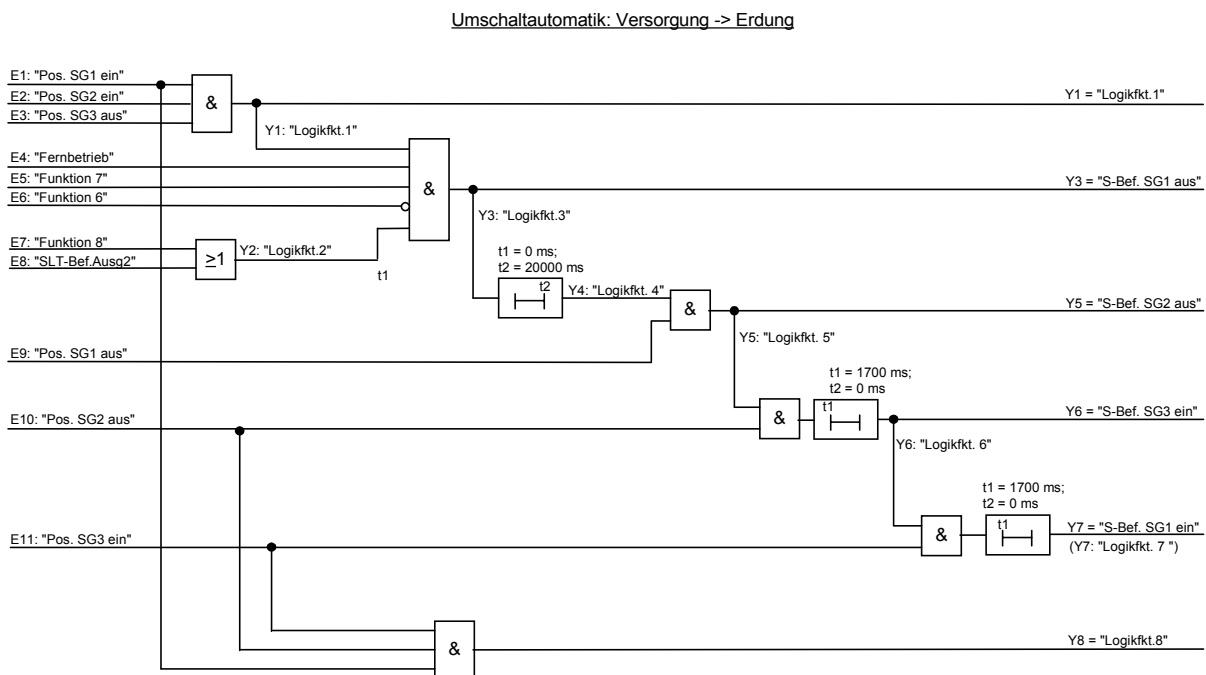 Umschaltautomatik: Versorgung -> Erdung
E1: "Pos. SG1 ein"
E2: "Pos. SG2 ein"
E3: "Pos. SG3 aus"
&
Y1 = "Logikfkt.1"
Y1: "Logikfkt.1"
E4: "Fernbetrieb"
E5: "Funktion 7"
E6: "Funktion 6"
&
Y3 = "S-Bef. SG1 aus"
Y3: "Logikfkt.3"
E7: "Funktion 8"
E8: "SLT-Bef.Ausg2"
≥1
Y2: "Logikfkt.2"
t1
t1 = 0 ms;
t2 = 20000 ms
t2
Y4: "Logikfkt. 4"
&
Y5 = "S-Bef. SG2 aus"
Y5: "Logikfkt. 5"
E9: "Pos. SG1 aus"
t1 = 1700 ms;
t2 = 0 ms
t1
E10: "Pos. SG2 aus"
&
Y6 = "S-Bef. SG3 ein"
Y6: "Logikfkt. 6"
t1 = 1700 ms;
t2 = 0 ms
t1
E11: "Pos. SG3 ein"
&
Y7 = "S-Bef. SG1 ein"
(Y7: "Logikfkt. 7 ")
&
Y8 = "Logikfkt.8"